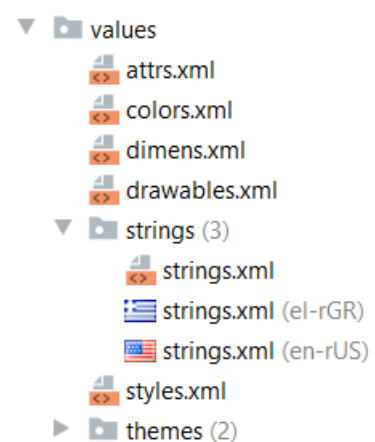 values
attrs.xml
colors.xml
dimens.xml
drawables.xml
strings (3)
strings.xml
strings.xml (el-rGR)
strings.xml (en-rUS)
styles.xml
themes (2)